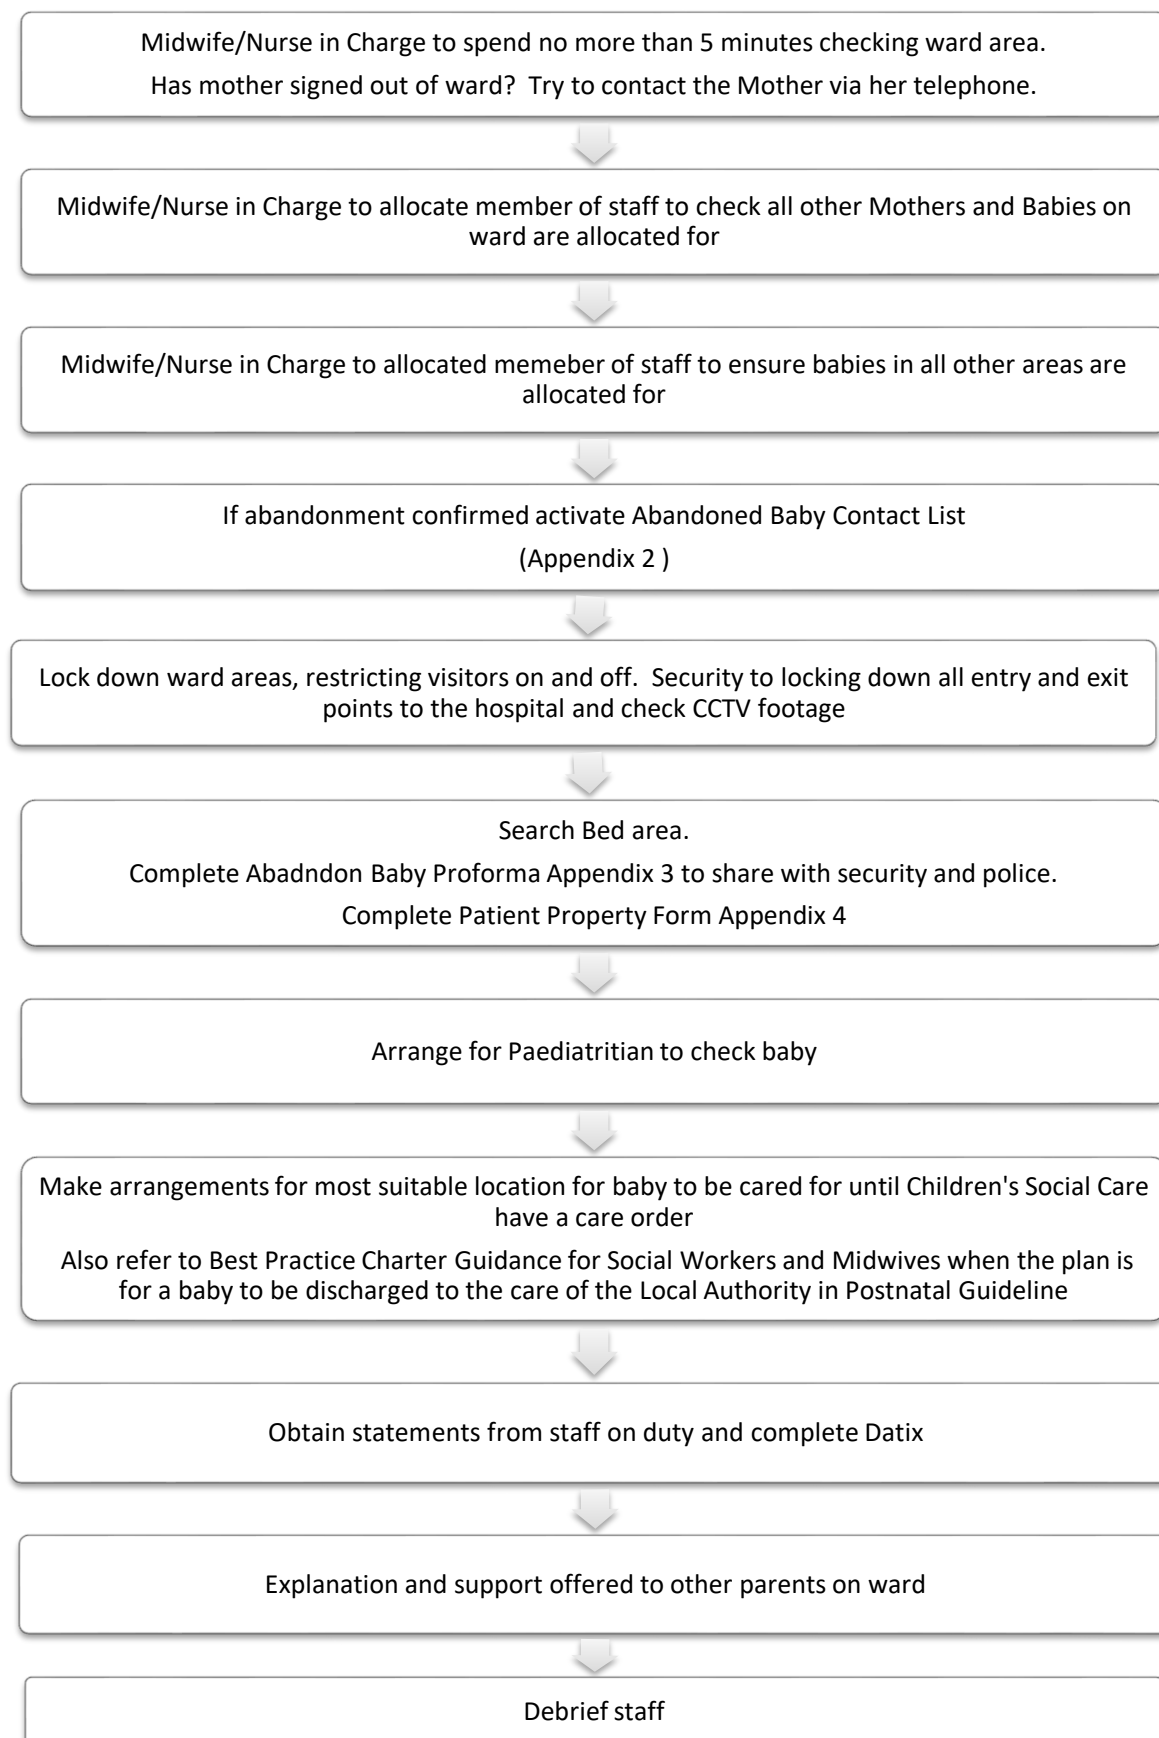 Midwife/Nurse in Charge to spend no more than 5 minutes checking ward area.
Has mother signed out of ward?  Try to contact the Mother via her telephone.
Midwife/Nurse in Charge to allocate member of staff to check all other Mothers and Babies on
ward are allocated for
Midwife/Nurse in Charge to allocated memeber of staff to ensure babies in all other areas are
allocated for
If abandonment confirmed activate Abandoned Baby Contact List
(Appendix 2 )
Lock down ward areas, restricting visitors on and off.  Security to locking down all entry and exit
points to the hospital and check CCTV footage
Search Bed area.
Complete Abadndon Baby Proforma Appendix 3 to share with security and police.
Complete Patient Property Form Appendix 4
Arrange for Paediatritian to check baby
Make arrangements for most suitable location for baby to be cared for until Children's Social Care
have a care order
Also refer to Best Practice Charter Guidance for Social Workers and Midwives when the plan is
for a baby to be discharged to the care of the Local Authority in Postnatal Guideline
Obtain statements from staff on duty and complete Datix
Explanation and support offered to other parents on ward
Debrief staff